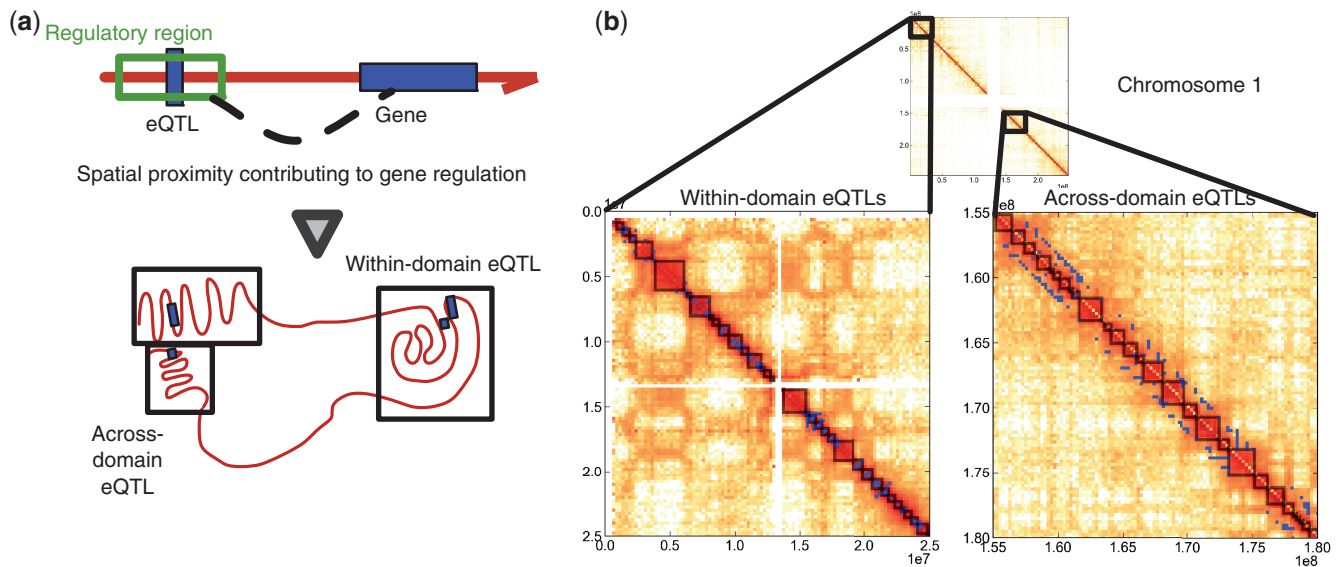 (a)
Regulatory region
eQTL
Gene
Spatial proximity contributing to gene regulation
Within-domain eQTL
Across-
domain
eQTL
(b)
1e8
0.5
1.0
1.5
2.0
0.5 1.0 1.5 2.0
1e8
Chromosome 1
Within-domain eQTLs
1e7
0.0
0.5
1.0
1.5
2.0
2.5
0.0 0.5 1.0 1.5 2.0 2.5
1e7
Across-domain eQTLs
1e8
1.55
1.60
1.65
1.70
1.75
1.80
1.55 1.60 1.65 1.70 1.75 1.80
1e8